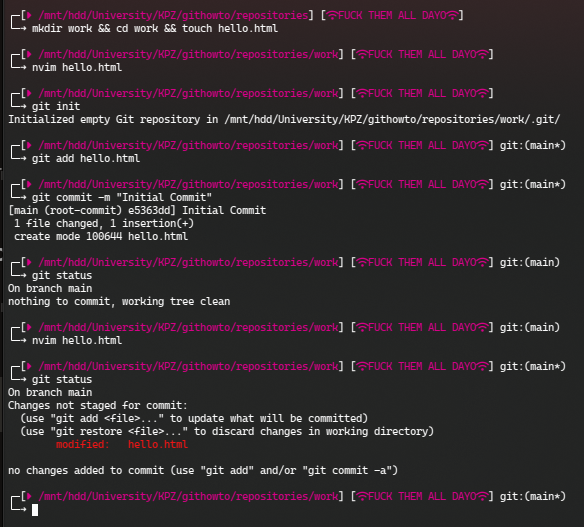 ┌─[❥ /mnt/hdd/University/KPZ/githowto/repositories] [FUCK THEM ALL DAYO]
└─→ mkdir work && cd work && touch hello.html
┌─[❥ /mnt/hdd/University/KPZ/githowto/repositories/work] [FUCK THEM ALL DAYO]
└─→ nvim hello.html
┌─[❥ /mnt/hdd/University/KPZ/githowto/repositories/work] [FUCK THEM ALL DAYO]
└─→ git init
Initialized empty Git repository in /mnt/hdd/University/KPZ/githowto/repositories/work/.git/
┌─[❥ /mnt/hdd/University/KPZ/githowto/repositories/work] [FUCK THEM ALL DAYO] git:(main*)
└─→ git add hello.html
┌─[❥ /mnt/hdd/University/KPZ/githowto/repositories/work] [FUCK THEM ALL DAYO] git:(main*)
└─→ git commit -m "Initial Commit"
[main (root-commit) e5363dd] Initial Commit
 1 file changed, 1 insertion(+)
 create mode 100644 hello.html
┌─[❥ /mnt/hdd/University/KPZ/githowto/repositories/work] [FUCK THEM ALL DAYO] git:(main)
└─→ git status
On branch main
nothing to commit, working tree clean
┌─[❥ /mnt/hdd/University/KPZ/githowto/repositories/work] [FUCK THEM ALL DAYO] git:(main)
└─→ nvim hello.html
┌─[❥ /mnt/hdd/University/KPZ/githowto/repositories/work] [FUCK THEM ALL DAYO] git:(main*)
└─→ git status
On branch main
Changes not staged for commit:
  (use "git add <file>..." to update what will be committed)
  (use "git restore <file>..." to discard changes in working directory)
        modified:   hello.html
no changes added to commit (use "git add" and/or "git commit -a")
┌─[❥ /mnt/hdd/University/KPZ/githowto/repositories/work] [FUCK THEM ALL DAYO] git:(main*)
└─→